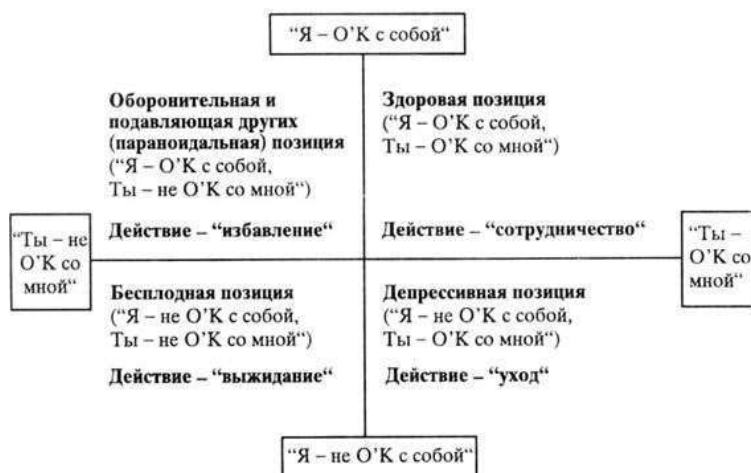 “Я – О’К с собой“
Оборонительная и
подавляющая других
(параноидальная) позиция
(“Я – О’К с собой,
Ты – не О’К со мной“)
Действие – “избавление“
Здоровая позиция
(“Я – О’К с собой,
Ты – О’К со мной“)
Действие – “сотрудничество“
“Ты – не
О’К со
мной“
“Ты –
О’К со
мной“
Бесплодная позиция
(“Я – не О’К с собой,
Ты – не О’К со мной“)
Действие – “выжидание“
Депрессивная позиция
(“Я – не О’К с собой,
Ты – О’К со мной“)
Действие – “уход“
“Я – не О’К с собой“